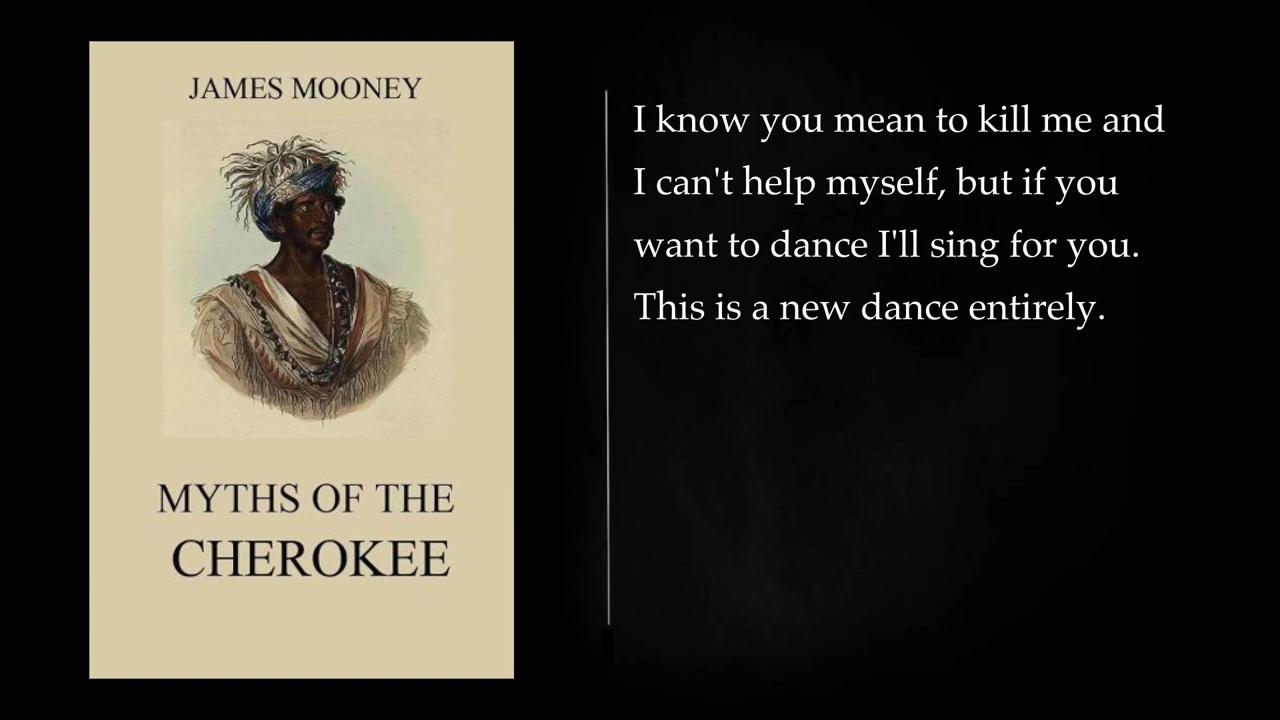 JAMES MOONEY
MYTHS OF THE
CHEROKEE
I know you mean to kill me and
I can't help myself, but if you
want to dance I'll sing for you.
This is a new dance entirely.